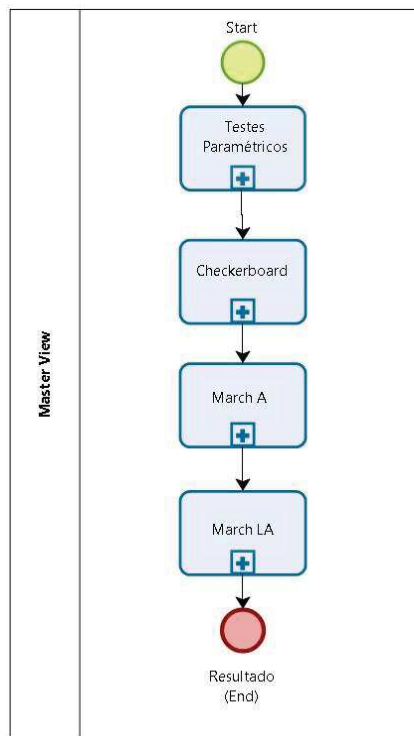 Start
Testes
Paramétricos
Checkerboard
Master View
March A
March LA
Resultado
(End)